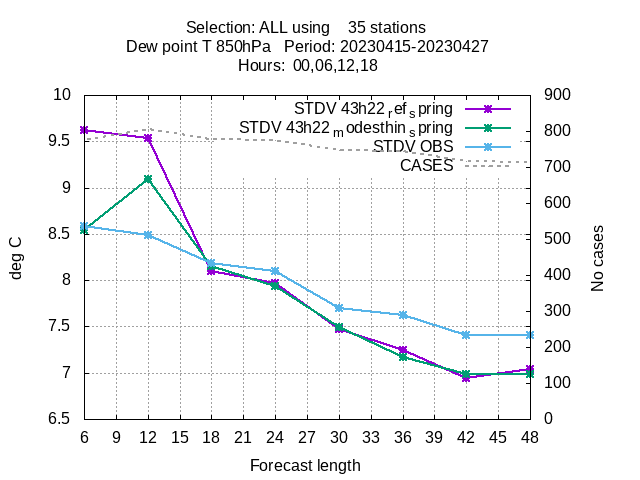 Selection: ALL using    35 stations
Dew point T 850hPa   Period: 20230415-20230427
Hours:  00,06,12,18
STDV 43h22_ref_spring
STDV 43h22_modesthin_spring
STDV OBS
CASES
10
9.5
9
8.5
8
7.5
7
6.5
deg C
900
800
700
600
500
400
300
200
100
0
No cases
6 9 12 15 18 21 24 27 30 33 36 39 42 45 48
Forecast length